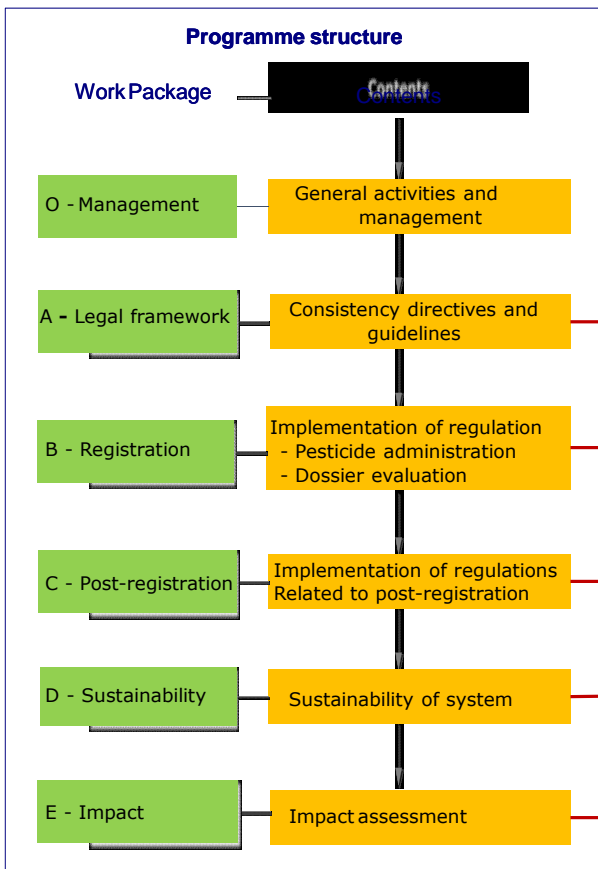 Programme structure
Work Package
Contents
O - Management
General activities and
management
A - Legal framework
Consistency directives and
guidelines
B - Registration
Implementation of regulation
- Pesticide administration
- Dossier evaluation
C - Post-registration
Implementation of regulations
Related to post-registration
D - Sustainability
Sustainability of system
E - Impact
Impact assessment